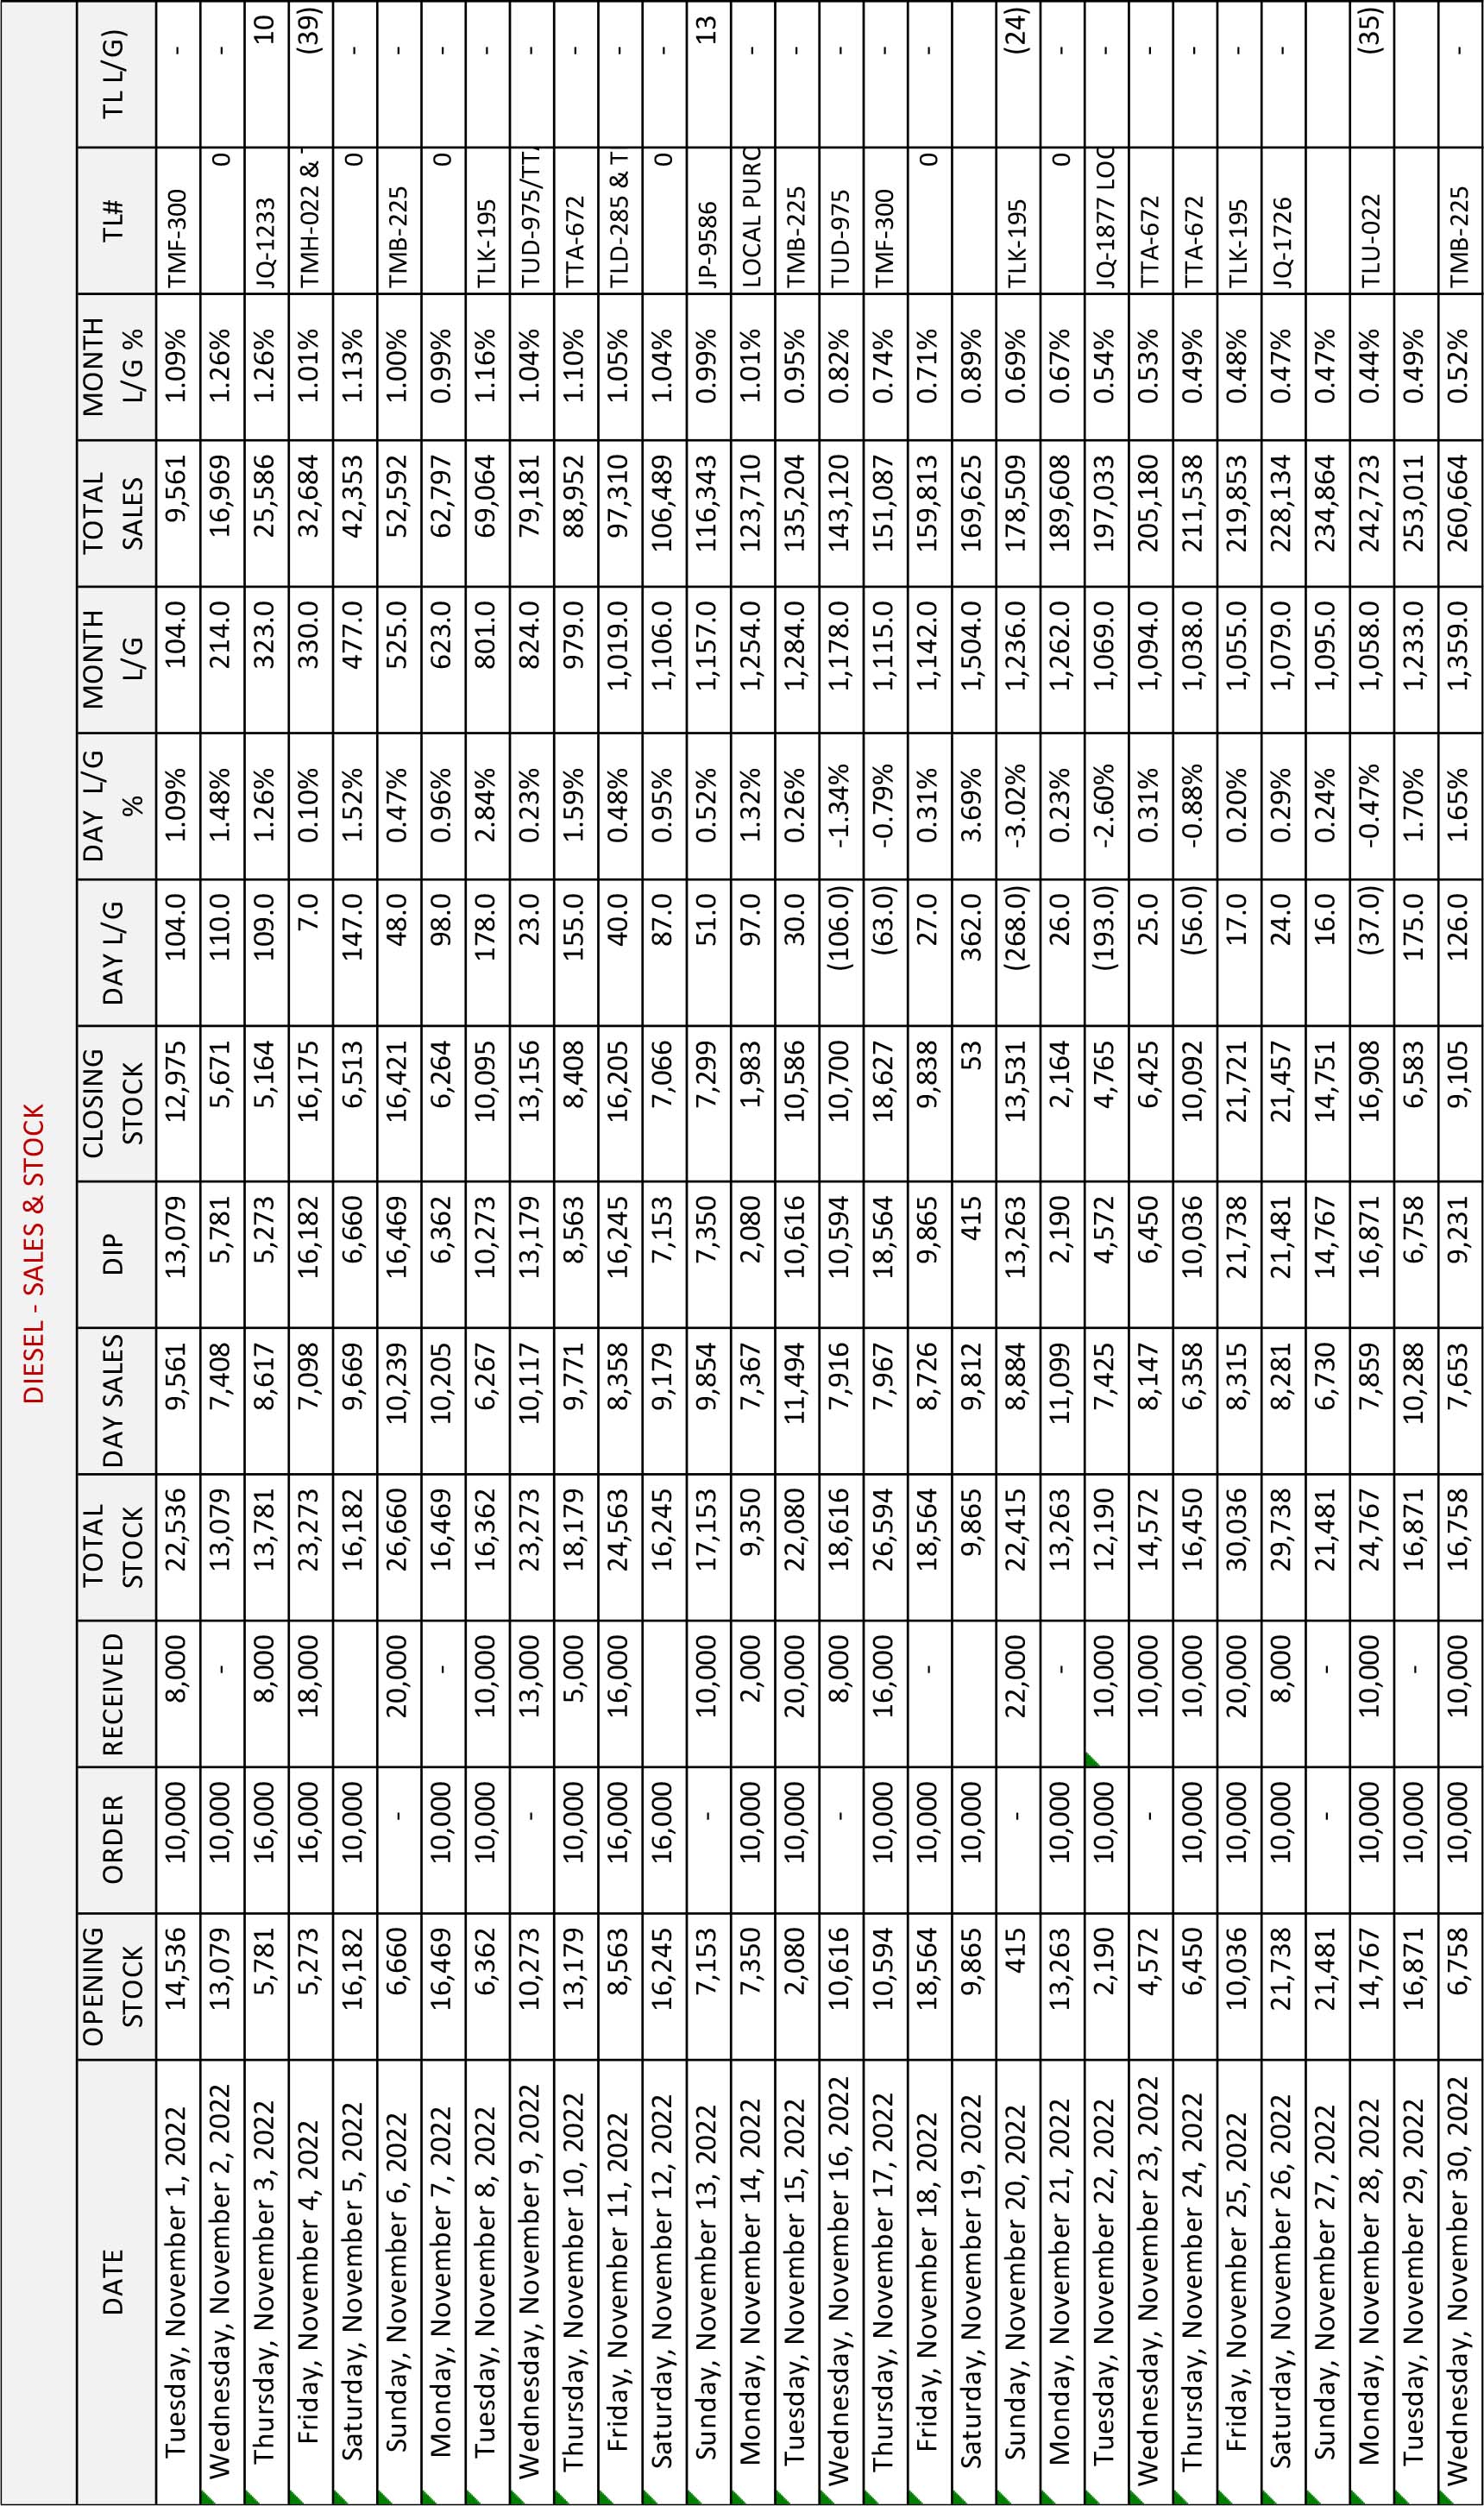 DIESEL - SALES & STOCK
DATE OPENING STOCK ORDER RECEIVED TOTAL STOCK DAY SALES DIP CLOSING STOCK DAY L/G DAY L/G % MONTH L/G TOTAL SALES MONTH L/G % TL# TL L/G)
Tuesday, November 1, 2022 14,536 10,000 8,000 22,536 9,561 13,079 12,975 104.0 1.09% 104.0 9,561 1.09% TMF-300 -
Wednesday, November 2, 2022 13,079 10,000 - 13,079 7,408 5,781 5,671 110.0 1.48% 214.0 16,969 1.26% 0 -
Thursday, November 3, 2022 5,781 16,000 8,000 13,781 8,617 5,273 5,164 109.0 1.26% 323.0 25,586 1.26% JQ-1233 10
Friday, November 4, 2022 5,273 16,000 18,000 23,273 7,098 16,182 16,175 7.0 0.10% 330.0 32,684 1.01% TMH-022 & (39)
Saturday, November 5, 2022 16,182 10,000 16,182 9,669 6,660 6,513 147.0 1.52% 477.0 42,353 1.13% 0 -
Sunday, November 6, 2022 6,660 - 20,000 26,660 10,239 16,469 16,421 48.0 0.47% 525.0 52,592 1.00% TMB-225 -
Monday, November 7, 2022 16,469 10,000 - 16,469 10,205 6,362 6,264 98.0 0.96% 623.0 62,797 0.99% 0 -
Tuesday, November 8, 2022 6,362 10,000 10,000 16,362 6,267 10,273 10,095 178.0 2.84% 801.0 69,064 1.16% TLK-195 -
Wednesday, November 9, 2022 10,273 - 13,000 23,273 10,117 13,179 13,156 23.0 0.23% 824.0 79,181 1.04% TUD-975/TT -
Thursday, November 10, 2022 13,179 10,000 5,000 18,179 9,771 8,563 8,408 155.0 1.59% 979.0 88,952 1.10% TTA-672 -
Friday, November 11, 2022 8,563 16,000 16,000 24,563 8,358 16,245 16,205 40.0 0.48% 1,019.0 97,310 1.05% TLD-285 & T -
Saturday, November 12, 2022 16,245 16,000 16,245 9,179 7,153 7,066 87.0 0.95% 1,106.0 106,489 1.04% 0 -
Sunday, November 13, 2022 7,153 - 10,000 17,153 9,854 7,350 7,299 51.0 0.52% 1,157.0 116,343 0.99% JP-9586 13
Monday, November 14, 2022 7,350 10,000 2,000 9,350 7,367 2,080 1,983 97.0 1.32% 1,254.0 123,710 1.01% LOCAL PURC -
Tuesday, November 15, 2022 2,080 10,000 20,000 22,080 11,494 10,616 10,586 30.0 0.26% 1,284.0 135,204 0.95% TMB-225 -
Wednesday, November 16, 2022 10,616 - 8,000 18,616 7,916 10,594 10,700 (106.0) -1.34% 1,178.0 143,120 0.82% TUD-975 -
Thursday, November 17, 2022 10,594 10,000 16,000 26,594 7,967 18,564 18,627 (63.0) -0.79% 1,115.0 151,087 0.74% TMF-300 -
Friday, November 18, 2022 18,564 10,000 - 18,564 8,726 9,865 9,838 27.0 0.31% 1,142.0 159,813 0.71% 0 -
Saturday, November 19, 2022 9,865 10,000 9,865 9,812 415 53 362.0 3.69% 1,504.0 169,625 0.89%
Sunday, November 20, 2022 415 - 22,000 22,415 8,884 13,263 13,531 (268.0) -3.02% 1,236.0 178,509 0.69% TLK-195 (24)
Monday, November 21, 2022 13,263 10,000 - 13,263 11,099 2,190 2,164 26.0 0.23% 1,262.0 189,608 0.67% 0 -
Tuesday, November 22, 2022 2,190 10,000 10,000 12,190 7,425 4,572 4,765 (193.0) -2.60% 1,069.0 197,033 0.54% JQ-1877 LOC -
Wednesday, November 23, 2022 4,572 - 10,000 14,572 8,147 6,450 6,425 25.0 0.31% 1,094.0 205,180 0.53% TTA-672 -
Thursday, November 24, 2022 6,450 10,000 10,000 16,450 6,358 10,036 10,092 (56.0) -0.88% 1,038.0 211,538 0.49% TTA-672 -
Friday, November 25, 2022 10,036 10,000 20,000 30,036 8,315 21,738 21,721 17.0 0.20% 1,055.0 219,853 0.48% TLK-195 -
Saturday, November 26, 2022 21,738 10,000 8,000 29,738 8,281 21,481 21,457 24.0 0.29% 1,079.0 228,134 0.47% JQ-1726 -
Sunday, November 27, 2022 21,481 - - 21,481 6,730 14,767 14,751 16.0 0.24% 1,095.0 234,864 0.47%
Monday, November 28, 2022 14,767 10,000 10,000 24,767 7,859 16,871 16,908 (37.0) -0.47% 1,058.0 242,723 0.44% TLU-022 (35)
Tuesday, November 29, 2022 16,871 10,000 - 16,871 10,288 6,758 6,583 175.0 1.70% 1,233.0 253,011 0.49%
Wednesday, November 30, 2022 6,758 10,000 10,000 16,758 7,653 9,231 9,105 126.0 1.65% 1,359.0 260,664 0.52% TMB-225 -